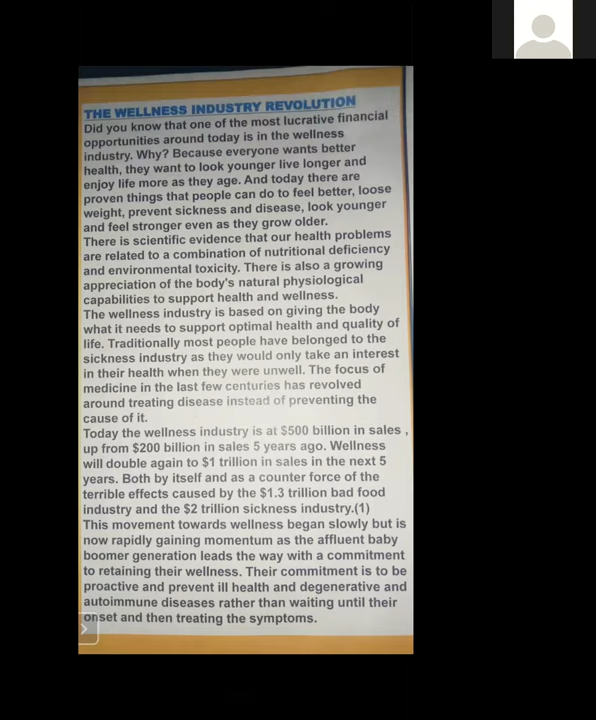 THE WELLNESS INDUSTRY REVOLUTION
Did you know that one of the most lucrative financial
opportunities around today is in the wellness
industry. Why? Because everyone wants better
health, they want to look younger live longer and
enjoy life more as they age. And today there are
proven things that people can do to feel better, loose
weight, prevent sickness and disease, look younger
and feel stronger even as they grow older.
There is scientific evidence that our health problems
are related to a combination of nutritional deficiency
and environmental toxicity. There is also a growing
appreciation of the body's natural physiological
capabilities to support health and wellness.
The wellness industry is based on giving the body
what it needs to support optimal health and quality of
life. Traditionally most people have belonged to the
sickness industry as they would only take an interest
in their health when they were unwell. The focus of
medicine in the last few centuries has revolved
around treating disease instead of preventing the
cause of it.
Today the wellness industry is at $500 billion in sales ,
up from $200 billion in sales 5 years ago. Wellness
will double again to $1 trillion in sales in the next 5
years. Both by itself and as a counter force of the
terrible effects caused by the $1.3 trillion bad food
industry and the $2 trillion sickness industry.(1)
This movement towards wellness began slowly but is
now rapidly gaining momentum as the affluent baby
boomer generation leads the way with a commitment
to retaining their wellness. Their commitment is to be
proactive and prevent ill health and degenerative and
autoimmune diseases rather than waiting until their
onset and then treating the symptoms.